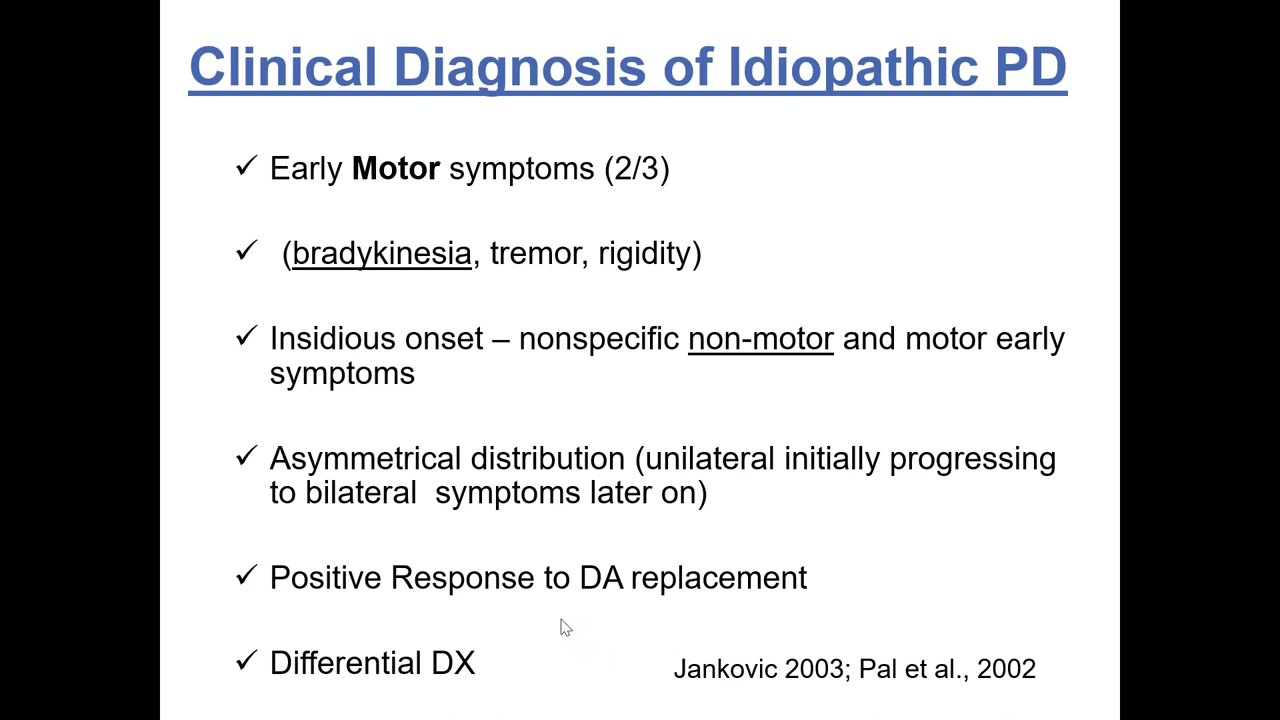 Clinical Diagnosis of Idiopathic PD
✓ Early Motor symptoms (2/3)
✓ (bradykinesia, tremor, rigidity)
✓ Insidious onset – nonspecific non-motor and motor early
symptoms
✓ Asymmetrical distribution (unilateral initially progressing
to bilateral symptoms later on)
✓ Positive Response to DA replacement
✓ Differential DX
Jankovic 2003; Pal et al., 2002